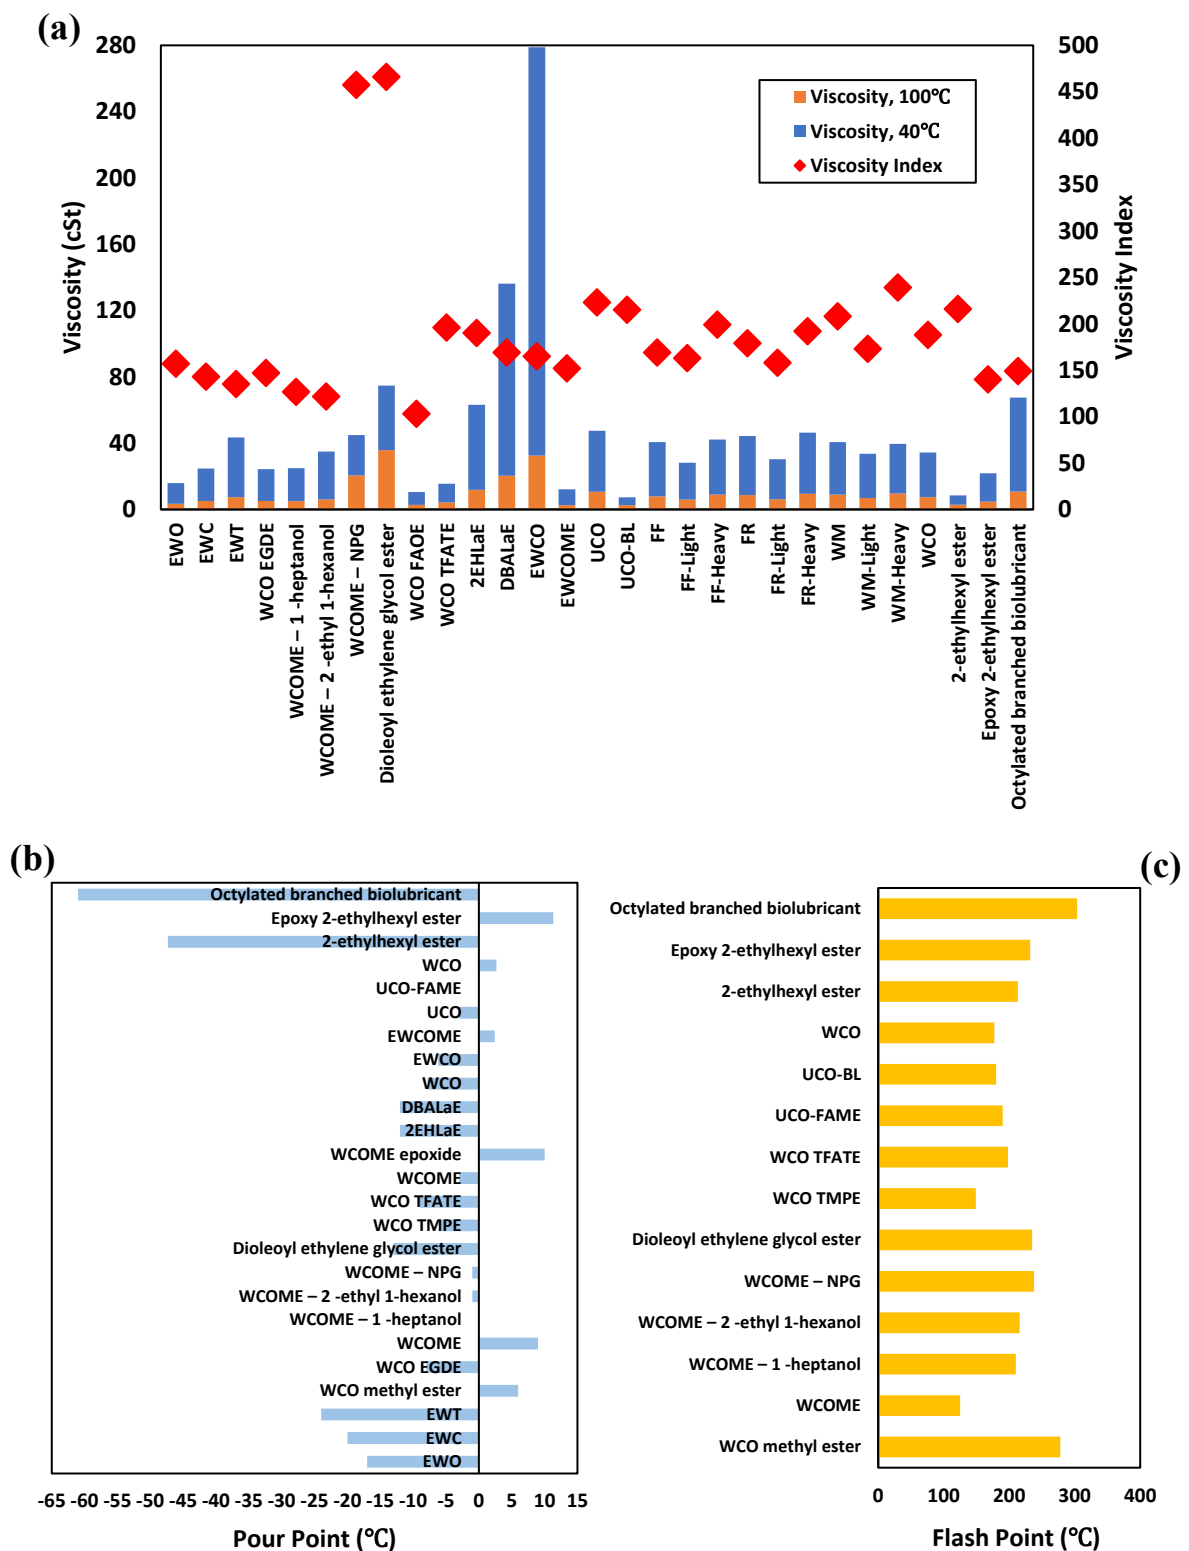 (a)
280
240
200
160
120
80
40
0
Viscosity (cSt)
500
450
400
350
300
250
200
150
100
50
0
Viscosity Index
Viscosity, 100℃
Viscosity, 40℃
Viscosity Index
EWO
EWC
EWT
WCO EGDE
WCOME – 1 -heptanol
WCOME – 2 -ethyl 1-hexanol
WCOME – NPG
Dioleoyl ethylene glycol ester
WCO FAOE
WCO TFATE
2EHLaE
DBALaE
EWCO
EWCOME
UCO
UCO-BL
FF
FF-Light
FF-Heavy
FR
FR-Light
FR-Heavy
WM
WM-Light
WM-Heavy
WCO
2-ethylhexyl ester
Epoxy 2-ethylhexyl ester
Octylated branched biolubricant
(b)
Octylated branched biolubricant
Epoxy 2-ethylhexyl ester
2-ethylhexyl ester
WCO
UCO-FAME
UCO
EWCOME
EWCO
WCO
DBALaE
2EHLaE
WCOME epoxide
WCOME
WCO TFATE
WCO TMPE
Dioleoyl ethylene glycol ester
WCOME – NPG
WCOME – 2 -ethyl 1-hexanol
WCOME – 1 -heptanol
WCOME
WCO EGDE
WCO methyl ester
EWT
EWC
EWO
-65 -60 -55 -50 -45 -40 -35 -30 -25 -20 -15 -10 -5 0 5 10 15
Pour Point (℃)
(c)
Octylated branched biolubricant
Epoxy 2-ethylhexyl ester
2-ethylhexyl ester
WCO
UCO-BL
UCO-FAME
WCO TFATE
WCO TMPE
Dioleoyl ethylene glycol ester
WCOME – NPG
WCOME – 2 -ethyl 1-hexanol
WCOME – 1 -heptanol
WCOME
WCO methyl ester
0 100 200 300 400
Flash Point (℃)